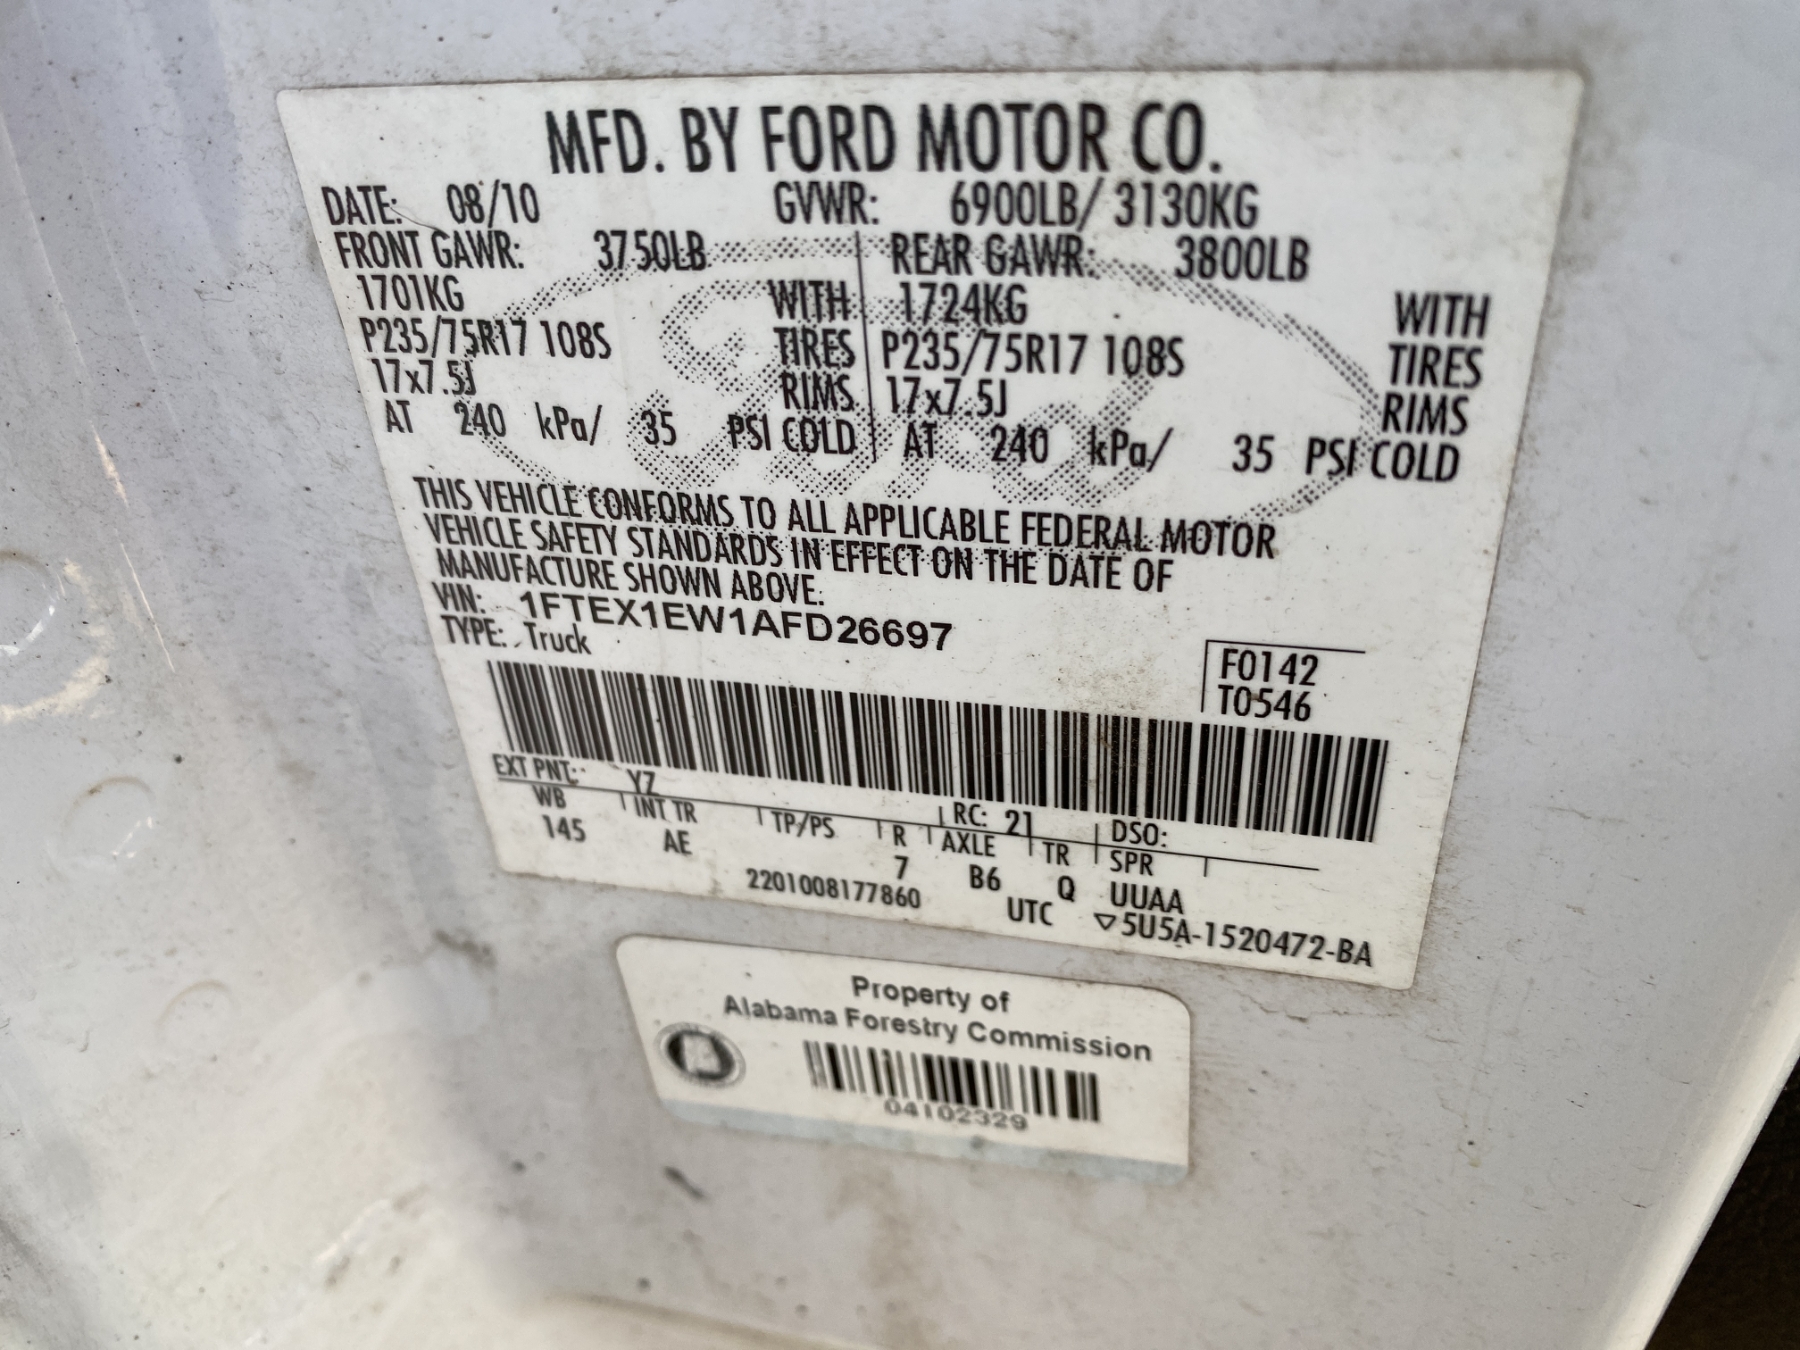 MFD. BY FORD MOTOR CO.
DATE: 08/10 GVWR: 6900LB/ 3130KG
FRONT GAWR: 3750LB REAR GAWR: 3800LB
1701KG WITH 1724KG WITH
P235/75R17 108S TIRES P235/75R17 108S TIRES
17x7.5J RIMS 17x7.5J RIMS
AT 240 kPa/ 35 PSI COLD AT 240 kPa/ 35 PSI COLD
THIS VEHICLE CONFORMS TO ALL APPLICABLE FEDERAL MOTOR
VEHICLE SAFETY STANDARDS IN EFFECT ON THE DATE OF
MANUFACTURE SHOWN ABOVE.
VIN: 1FTEX1EW1AFD26697
TYPE: Truck
F0142
T0546
EXT PNT: YZ RC: 21 DSO:
WB INT TR TP/PS R AXLE TR SPR
145 AE 7 B6 Q UUAA
2201008177860 UTC ▽5U5A-1520472-BA
Ford
Property of
Alabama Forestry Commission
04102329